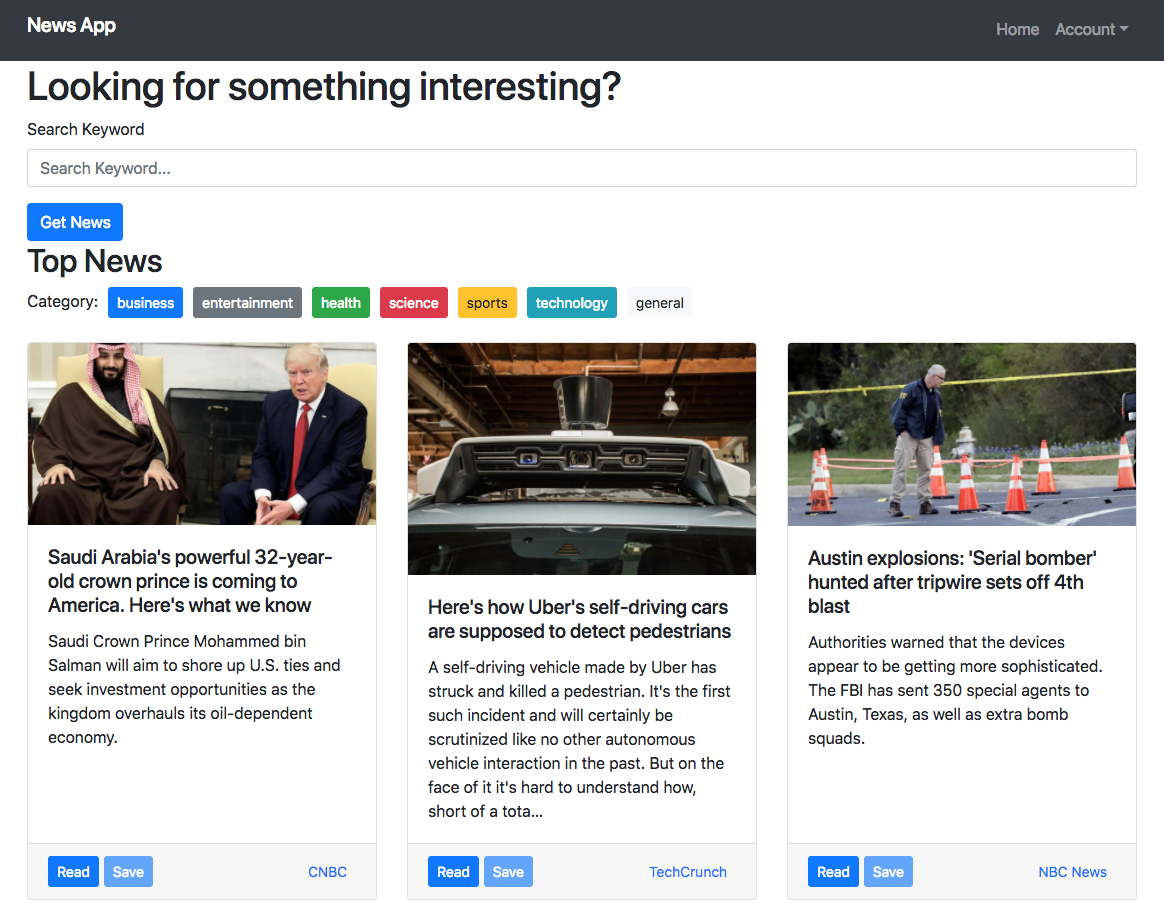 News App
Home Account
Looking for something interesting?
Search Keyword
Search Keyword...
Get News
Top News
Category: business entertainment health science sports technology general
Saudi Arabia's powerful 32-year-
old crown prince is coming to
America. Here's what we know
Saudi Crown Prince Mohammed bin
Salman will aim to shore up U.S. ties and
seek investment opportunities as the
kingdom overhauls its oil-dependent
economy.
Read Save CNBC
Here's how Uber's self-driving cars
are supposed to detect pedestrians
A self-driving vehicle made by Uber has
struck and killed a pedestrian. It's the first
such incident and will certainly be
scrutinized like no other autonomous
vehicle interaction in the past. But on the
face of it it's hard to understand how,
short of a tota...
Read Save TechCrunch
Austin explosions: 'Serial bomber'
hunted after tripwire sets off 4th
blast
Authorities warned that the devices
appear to be getting more sophisticated.
The FBI has sent 350 special agents to
Austin, Texas, as well as extra bomb
squads.
Read Save NBC News